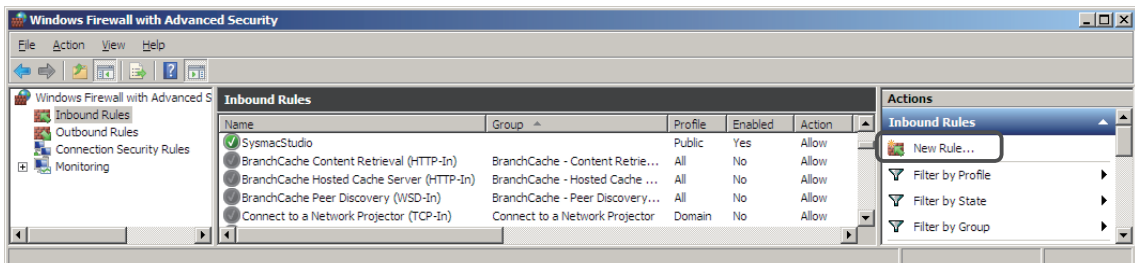 Windows Firewall with Advanced Security
File Action View Help
Windows Firewall with Advanced S
Inbound Rules
Outbound Rules
Connection Security Rules
Monitoring
Inbound Rules
Name Group Profile Enabled Action
SysmacStudio Public Yes Allow
BranchCache Content Retrieval (HTTP-In) BranchCache - Content Retrie... All No Allow
BranchCache Hosted Cache Server (HTTP-In) BranchCache - Hosted Cache ... All No Allow
BranchCache Peer Discovery (WSD-In) BranchCache - Peer Discovery... All No Allow
Connect to a Network Projector (TCP-In) Connect to a Network Projector Domain No Allow
Actions
Inbound Rules
New Rule...
Filter by Profile
Filter by State
Filter by Group